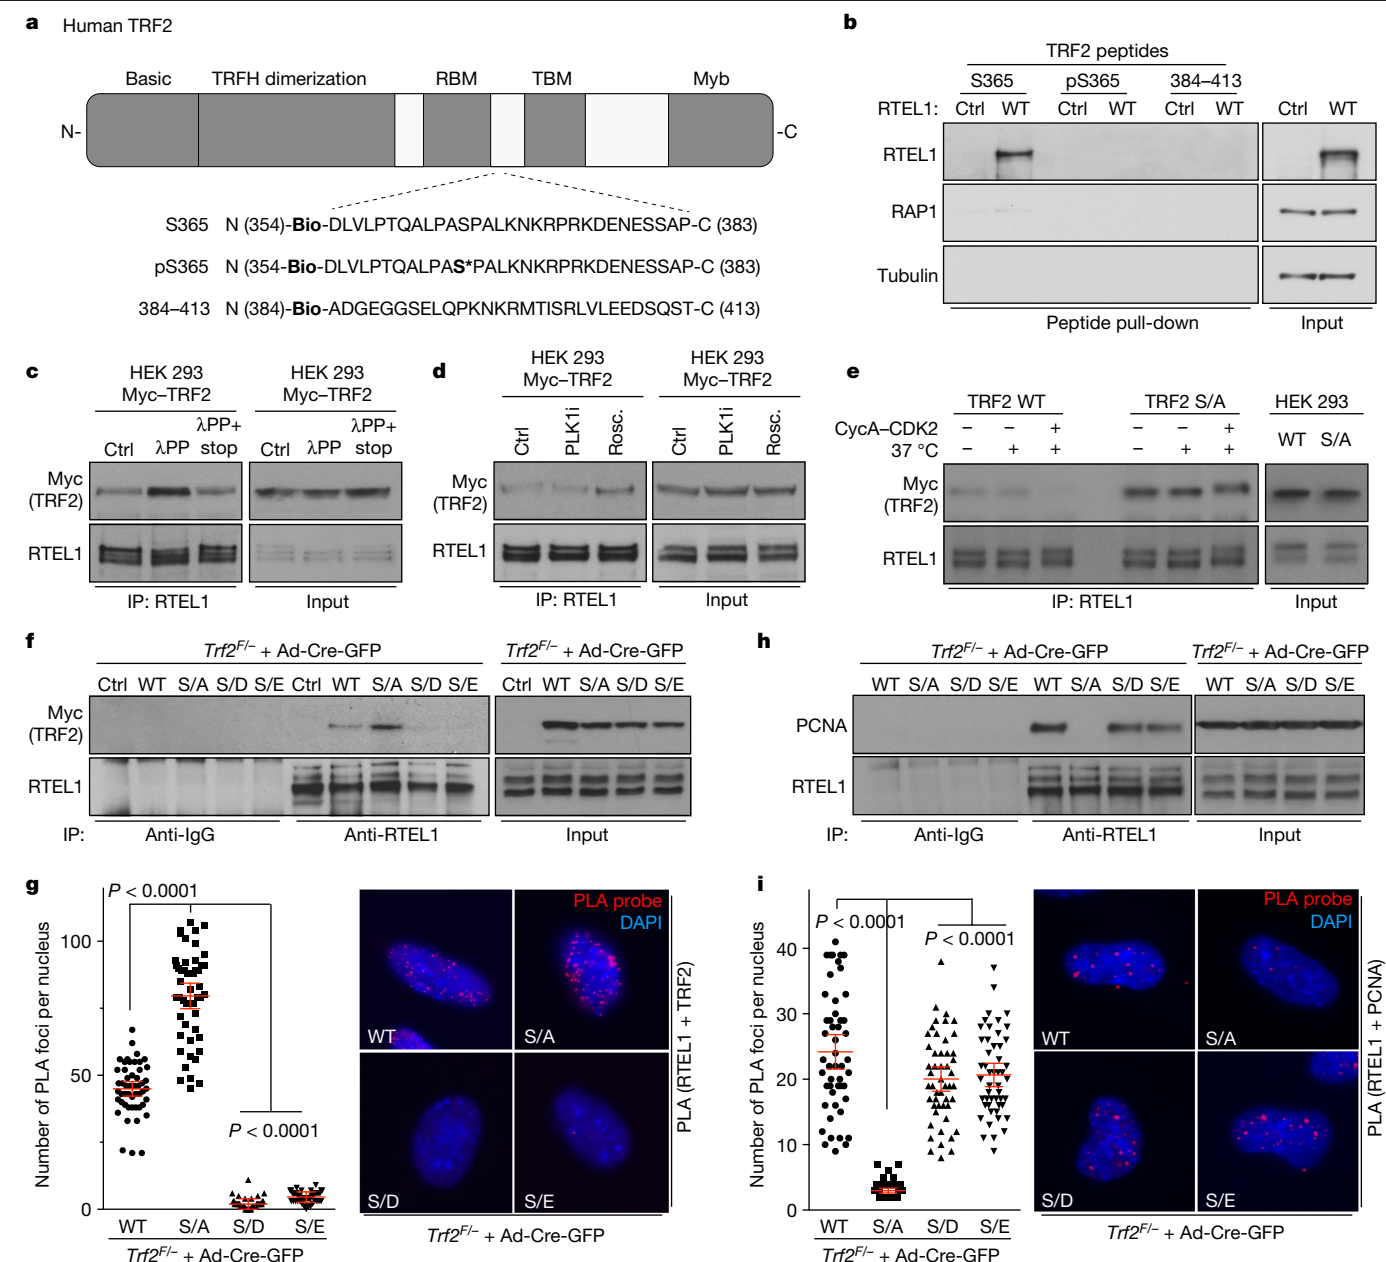 a Human TRF2
Basic TRFH dimerization RBM TBM Myb
N- -C
S365 N (354)-Bio-DLVLPTQALPASPALKNKRPRKDENESSAP-C (383)
pS365 N (354-Bio-DLVLPTQALPAS*PALKNKRPRKDENESSAP-C (383)
384–413 N (384)-Bio-ADGEGGSELQPKNKRMTISRLVLEEDSQST-C (413)
b
TRF2 peptides
S365 pS365 384–413
RTEL1: Ctrl WT Ctrl WT Ctrl WT Ctrl WT
RTEL1
RAP1
Tubulin
Peptide pull-down Input
c
HEK 293 HEK 293
Myc–TRF2 Myc–TRF2
Ctrl λPP λPP+ stop Ctrl λPP λPP+ stop
Myc
(TRF2)
RTEL1
IP: RTEL1 Input
d
HEK 293 HEK 293
Myc–TRF2 Myc–TRF2
Ctrl PLK1i Rosc. Ctrl PLK1i Rosc.
Myc
(TRF2)
RTEL1
IP: RTEL1 Input
e
TRF2 WT TRF2 S/A HEK 293
CycA–CDK2 – – + – – + WT S/A
37 °C – + + – + +
Myc
(TRF2)
RTEL1
IP: RTEL1 Input
f
Trf2F/– + Ad-Cre-GFP Trf2F/– + Ad-Cre-GFP
Ctrl WT S/A S/D S/E Ctrl WT S/A S/D S/E Ctrl WT S/A S/D S/E
Myc
(TRF2)
RTEL1
IP: Anti-IgG Anti-RTEL1 Input
h
Trf2F/– + Ad-Cre-GFP Trf2F/– + Ad-Cre-GFP
WT S/A S/D S/E WT S/A S/D S/E WT S/A S/D S/E
PCNA
RTEL1
IP: Anti-IgG Anti-RTEL1 Input
g
Number of PLA foci per nucleus
100
50
0
P < 0.0001
P < 0.0001
WT S/A S/D S/E
Trf2F/– + Ad-Cre-GFP
PLA probe
DAPI
WT S/A
S/D S/E
PLA (RTEL1 + TRF2)
Trf2F/– + Ad-Cre-GFP
i
Number of PLA foci per nucleus
40
30
20
10
0
P < 0.0001
P < 0.0001
WT S/A S/D S/E
Trf2F/– + Ad-Cre-GFP
PLA probe
DAPI
WT S/A
S/D S/E
PLA (RTEL1 + PCNA)
Trf2F/– + Ad-Cre-GFP